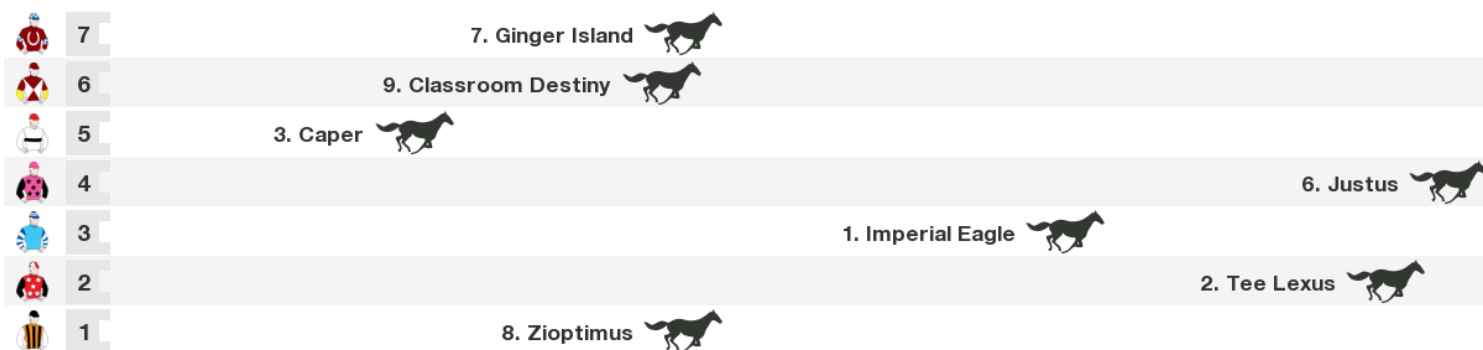 7 7. Ginger Island
6 9. Classroom Destiny
5 3. Caper
4 6. Justus
3 1. Imperial Eagle
2 2. Tee Lexus
1 8. Zioptimus